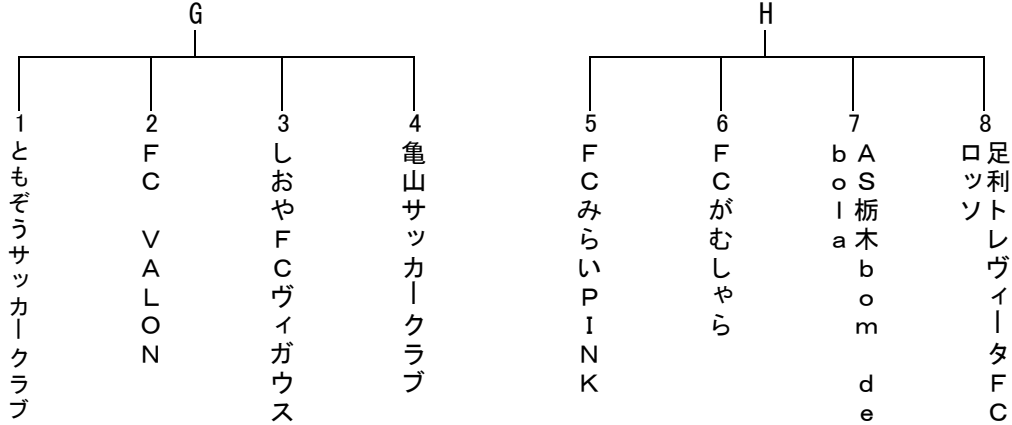 G
H
1
2
3
4
5
6
7
8
ともぞうサッカークラブ
FC VALON
しおやFCヴィガウス
亀山サッカークラブ
FCみらいPINK
FCがむしゃら
AS栃木bom de
bola
足利トレヴィータFC
ロッソ